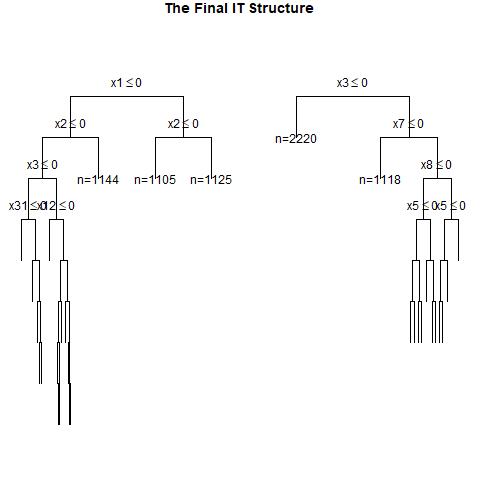 The Final IT Structure
x1 ≤ 0
x3 ≤ 0
x2 ≤ 0
x2 ≤ 0
n=2220
x7 ≤ 0
x3 ≤ 0
n=1144
n=1105
n=1125
n=1118
x8 ≤ 0
x31 ≤ 0
x12 ≤ 0
x5 ≤ 0
x5 ≤ 0